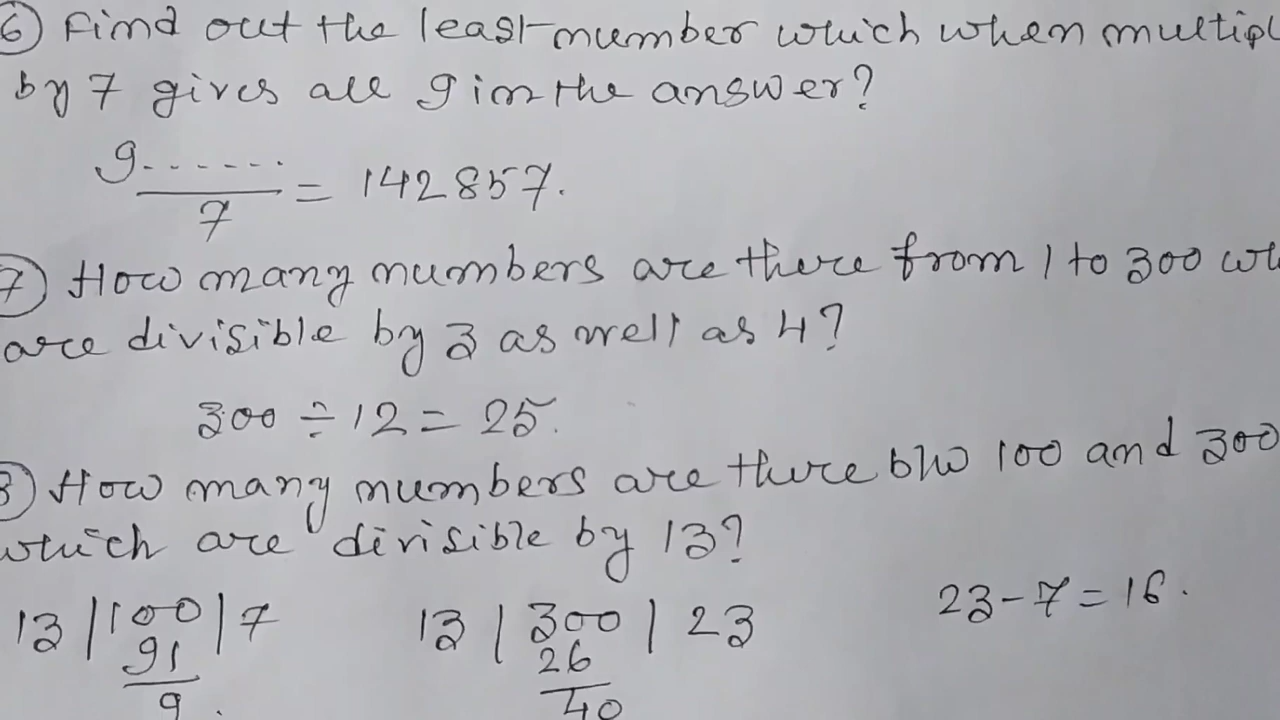 6 Find out the least number which when multipl
by 7 gives all 9 in the answer?
9......
7
= 142857.
7 How many numbers are there from 1 to 300 wh
are divisible by 3 as well as 4?
300 ÷ 12 = 25.
8 How many numbers are there b/w 100 and 300
which are divisible by 13?
13 | 100 | 7
91
9.
13 | 300 | 23
26
40
23 - 7 = 16.